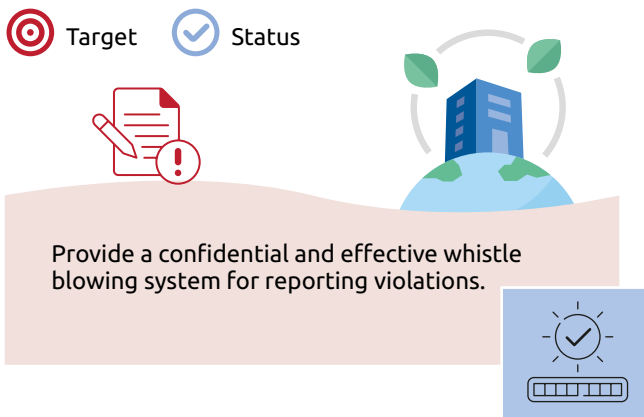 Target
Status
Provide a confidential and effective whistle
blowing system for reporting violations.